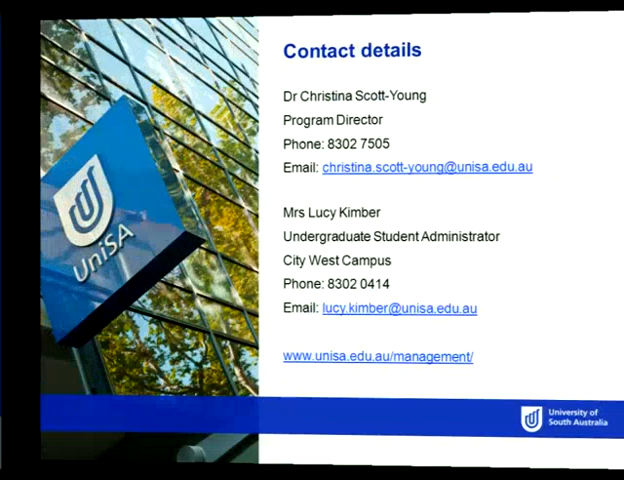 Contact details
Dr Christina Scott-Young
Program Director
Phone: 8302 7505
Email: christina.scott-young@unisa.edu.au
Mrs Lucy Kimber
Undergraduate Student Administrator
City West Campus
Phone: 8302 0414
Email: lucy.kimber@unisa.edu.au
www.unisa.edu.au/management/
UniSA
University of
South Australia